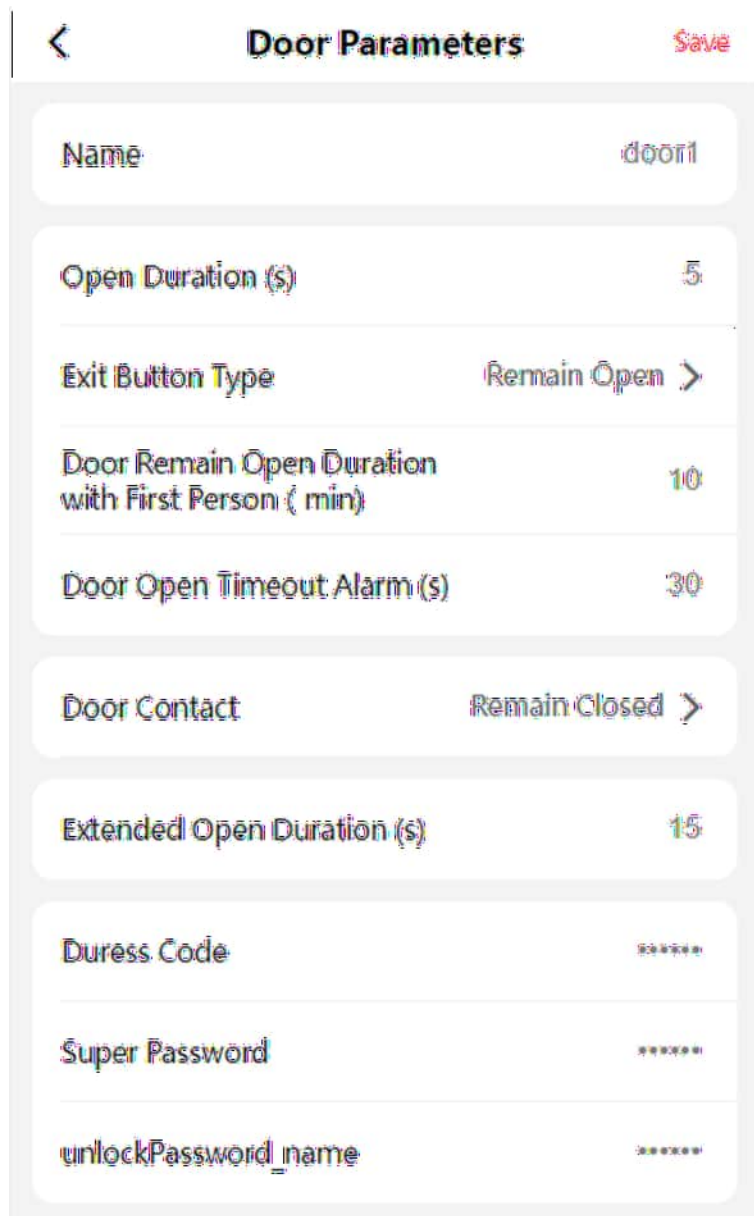 Door Parameters Save
Name door1
Open Duration (s) 5
Exit Button Type Remain Open
Door Remain Open Duration
with First Person ( min) 10
Door Open Timeout Alarm (s) 30
Door Contact Remain Closed
Extended Open Duration (s) 15
Duress Code ******
Super Password ******
unlockPassword_name ******